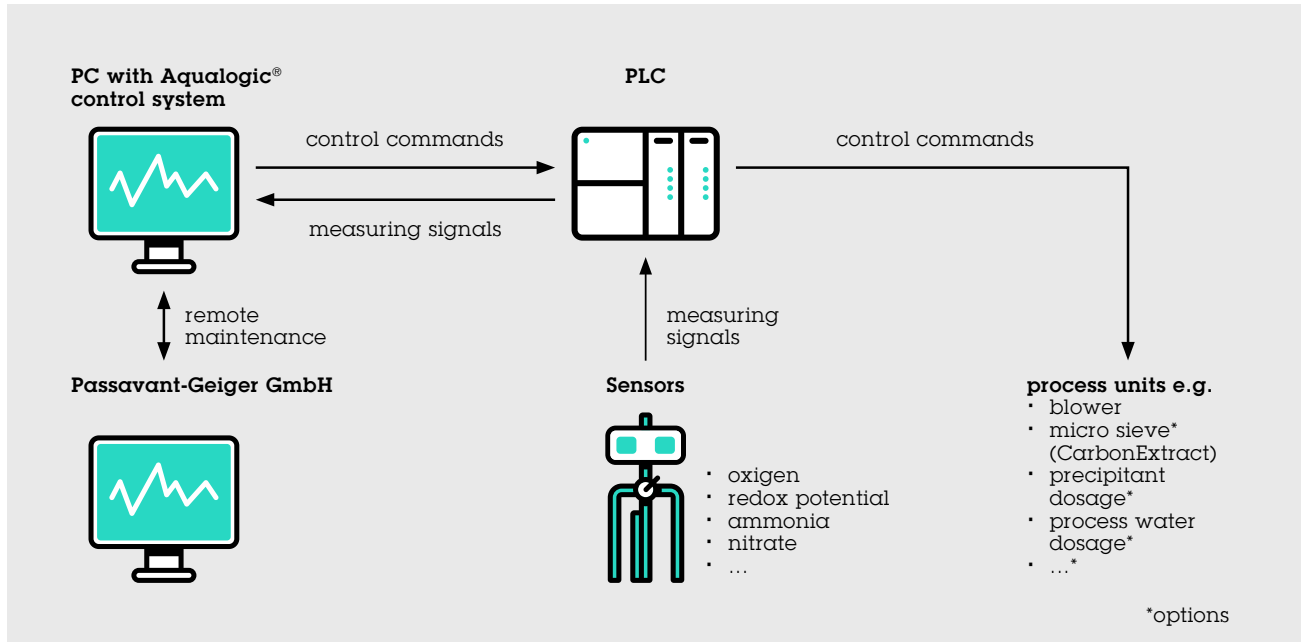 PC with Aqualogic®
control system
PLC
control commands
control commands
measuring signals
remote
maintenance
measuring
signals
Passavant-Geiger GmbH
Sensors
· oxigen
· redox potential
· ammonia
· nitrate
· …
process units e.g.
· blower
· micro sieve*
(CarbonExtract)
· precipitant
dosage*
· process water
dosage*
· …*
*options